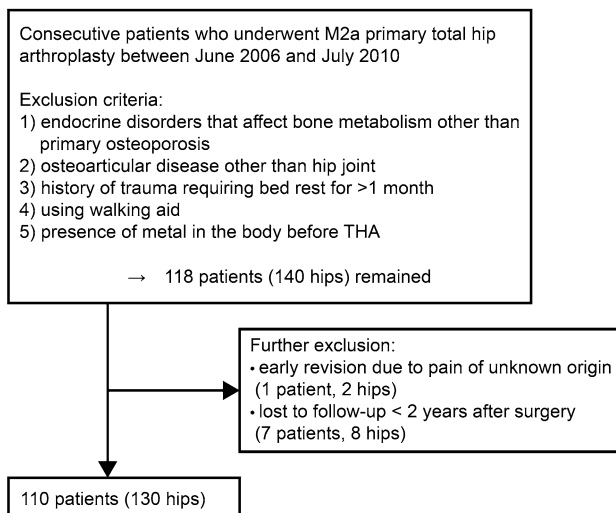 Consecutive patients who underwent M2a primary total hip
arthroplasty between June 2006 and July 2010
Exclusion criteria:
1) endocrine disorders that affect bone metabolism other than
primary osteoporosis
2) osteoarticular disease other than hip joint
3) history of trauma requiring bed rest for >1 month
4) using walking aid
5) presence of metal in the body before THA
→ 118 patients (140 hips) remained
Further exclusion:
• early revision due to pain of unknown origin
(1 patient, 2 hips)
• lost to follow-up < 2 years after surgery
(7 patients, 8 hips)
110 patients (130 hips)